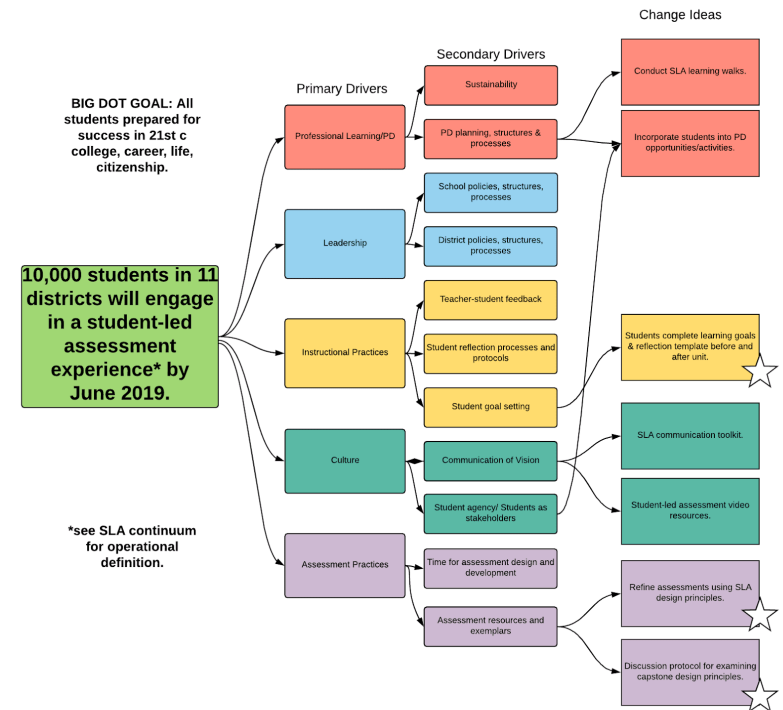 Change Ideas
Secondary Drivers
Primary Drivers
BIG DOT GOAL: All
students prepared for
success in 21st c
college, career, life,
citizenship.
10,000 students in 11
districts will engage
in a student-led
assessment
experience* by
June 2019.
*see SLA continuum
for operational
definition.
Professional Learning/PD
Leadership
Instructional Practices
Culture
Assessment Practices
Sustainability
PD planning, structures &
processes
School policies, structures,
processes
District policies, structures,
processes
Teacher-student feedback
Student reflection processes and
protocols
Student goal setting
Communication of Vision
Student agency/ Students as
stakeholders
Time for assessment design and
development
Assessment resources and
exemplars
Conduct SLA learning walks.
Incorporate students into PD
opportunities/activities.
Students complete learning goals
& reflection template before and
after unit.
SLA communication toolkit.
Student-led assessment video
resources.
Refine assessments using SLA
design principles.
Discussion protocol for examining
capstone design principles.